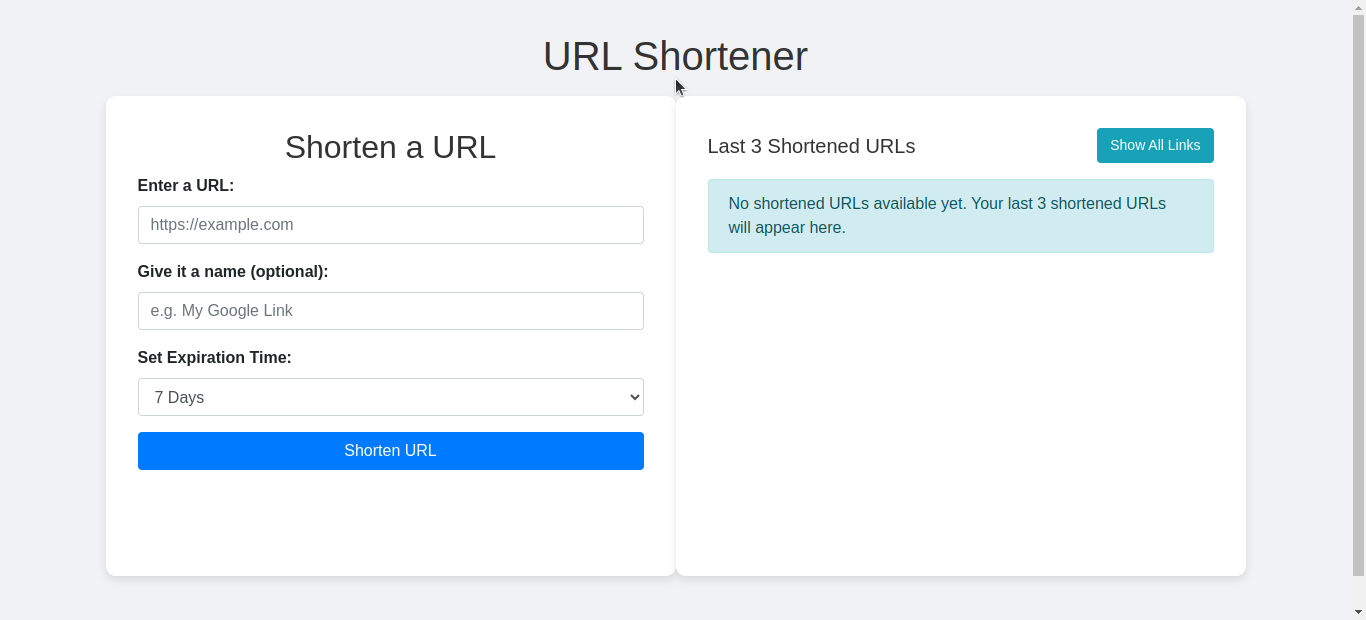 URL Shortener
Shorten a URL
Enter a URL:
https://example.com
Give it a name (optional):
e.g. My Google Link
Set Expiration Time:
7 Days
Shorten URL
Last 3 Shortened URLs
Show All Links
No shortened URLs available yet. Your last 3 shortened URLs
will appear here.